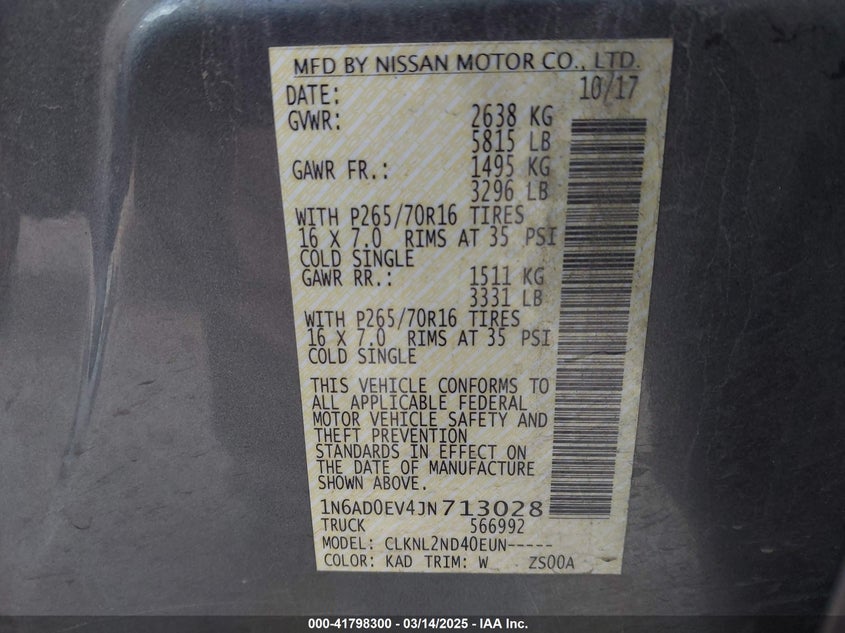 MFD BY NISSAN MOTOR CO., LTD.
DATE: 10/17
GVWR: 2638 KG
5815 LB
GAWR FR.: 1495 KG
3296 LB
WITH P265/70R16 TIRES
16 X 7.0 RIMS AT 35 PSI
COLD SINGLE
GAWR RR.: 1511 KG
3331 LB
WITH P265/70R16 TIRES
16 X 7.0 RIMS AT 35 PSI
COLD SINGLE
THIS VEHICLE CONFORMS TO
ALL APPLICABLE FEDERAL
MOTOR VEHICLE SAFETY AND
THEFT PREVENTION
STANDARDS IN EFFECT ON
THE DATE OF MANUFACTURE
SHOWN ABOVE.
1N6AD0EV4JN713028
TRUCK 566992
MODEL: CLKNL2ND40EUN-----
COLOR: KAD TRIM: W ZS00A
000-41798300 - 03/14/2025 - IAA Inc.